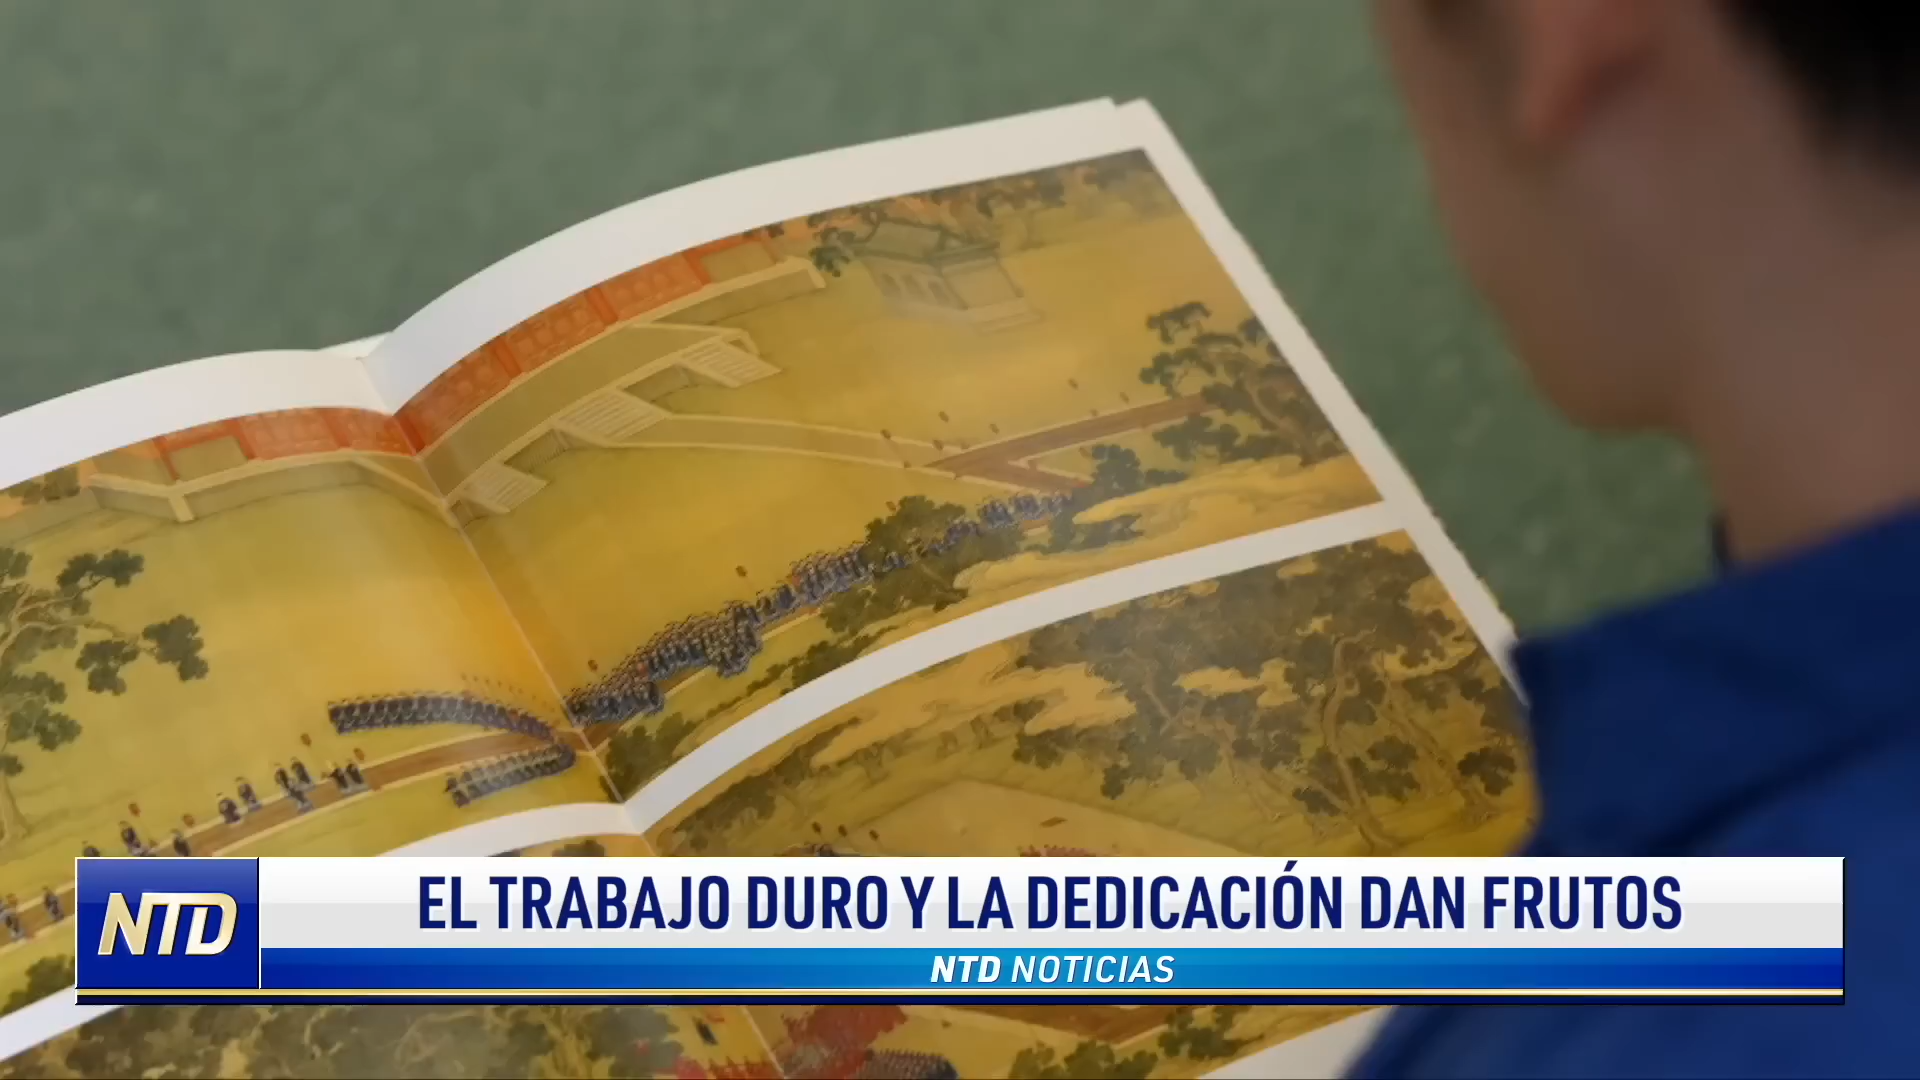 EL TRABAJO DURO Y LA DEDICACIÓN DAN FRUTOS
NTD
NTD NOTICIAS